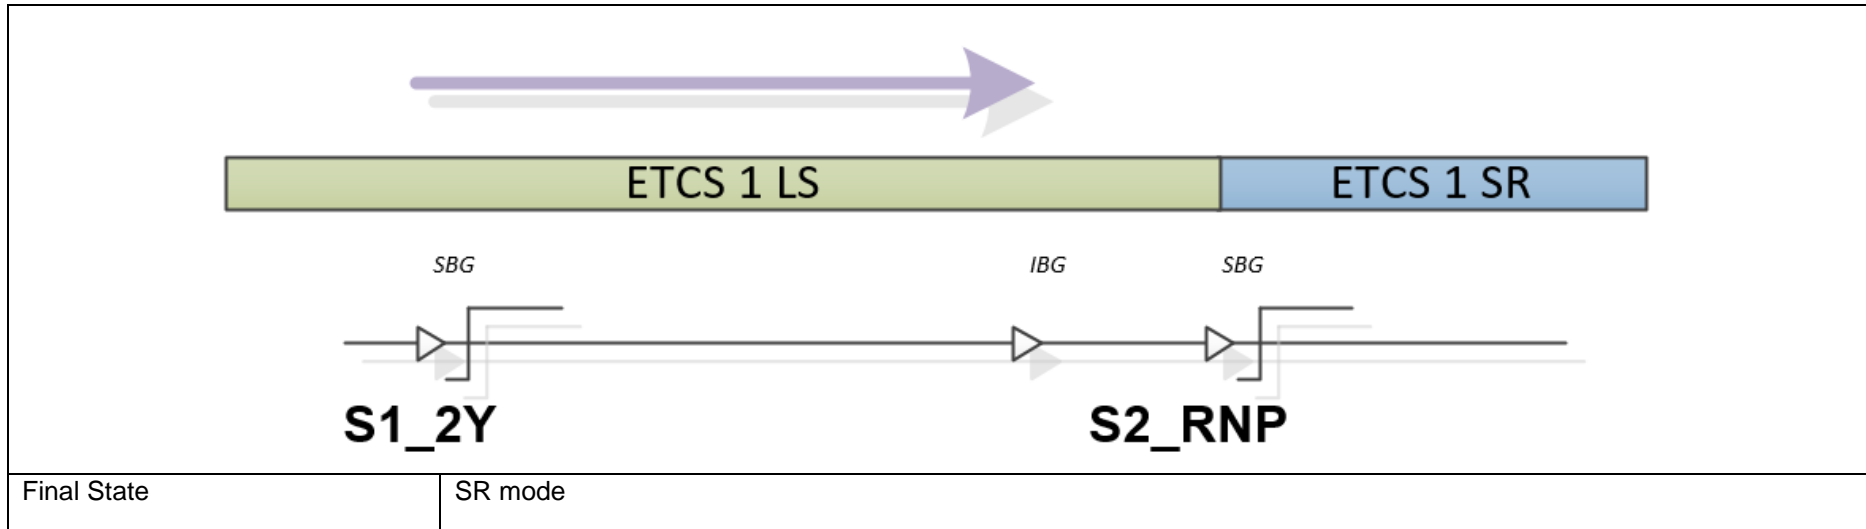 ETCS 1 LS ETCS 1 SR
SBG IBG SBG
S1_2Y S2_RNP
Final State SR mode